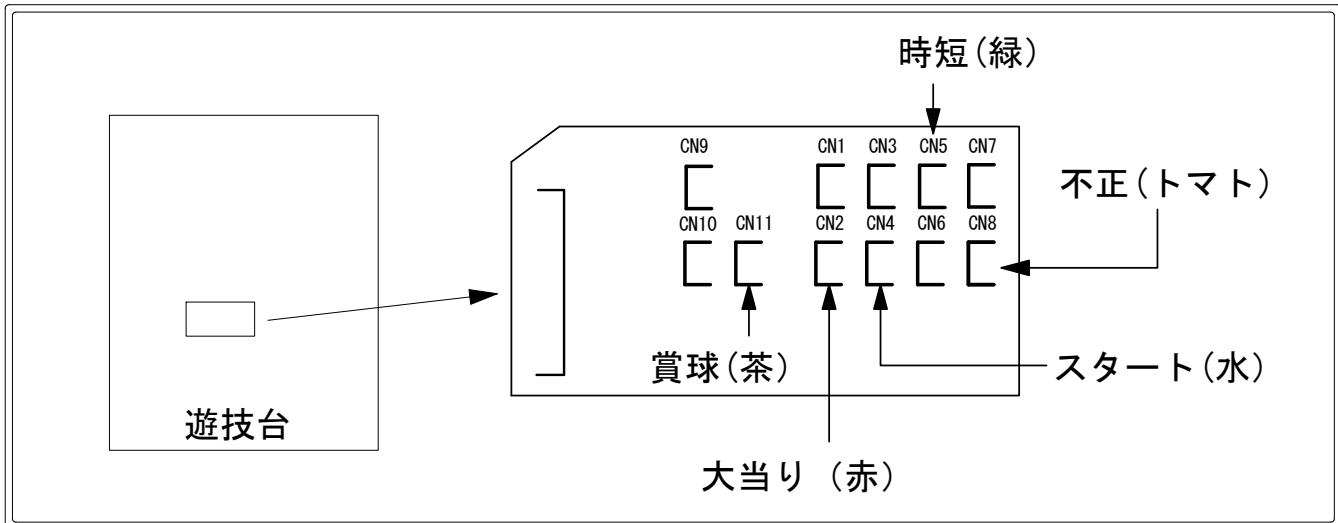 時短(緑)
CN9 CN1 CN3 CN5 CN7
不正(トマト)
CN10 CN11 CN2 CN4 CN6 CN8
賞球(茶)
スタート(水)
遊技台
大当り (赤)